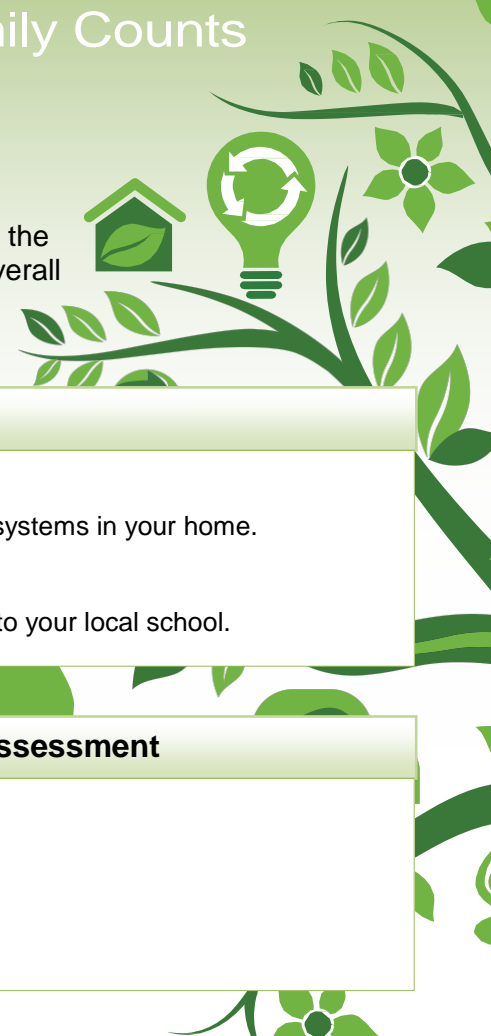 ily Counts
the
verall
systems in your home.
to your local school.
ssessment